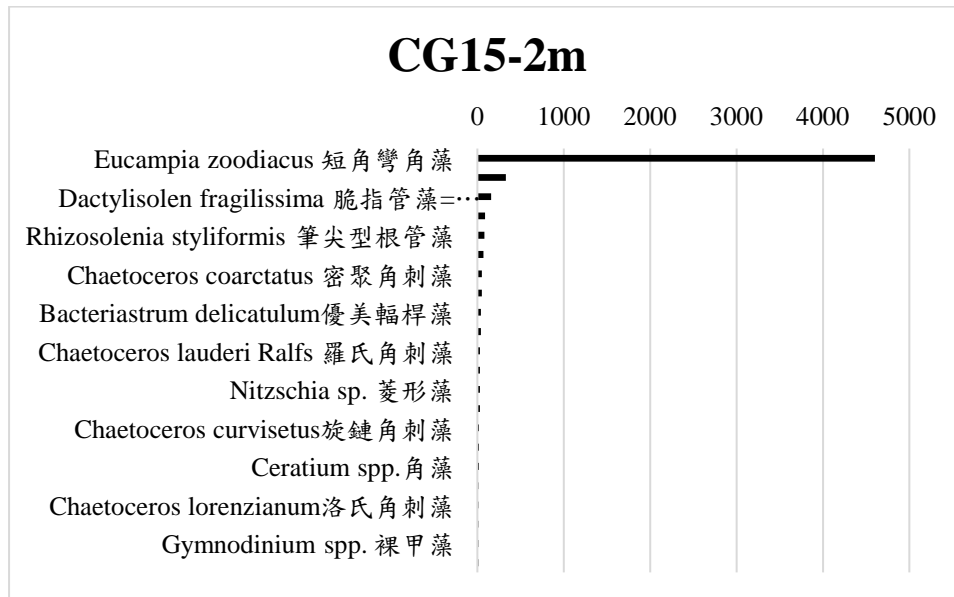 CG15-2m
0 1000 2000 3000 4000 5000
Eucampia zoodiacus 短角彎角藻
Dactylisolen fragilissima 脆指管藻=…
Rhizosolenia styliformis 筆尖型根管藻
Chaetoceros coarctatus 密聚角刺藻
Bacteriastrum delicatulum優美輻桿藻
Chaetoceros lauderi Ralfs 羅氏角刺藻
Nitzschia sp. 菱形藻
Chaetoceros curvisetus旋鏈角刺藻
Ceratium spp.角藻
Chaetoceros lorenzianum洛氏角刺藻
Gymnodinium spp. 裸甲藻